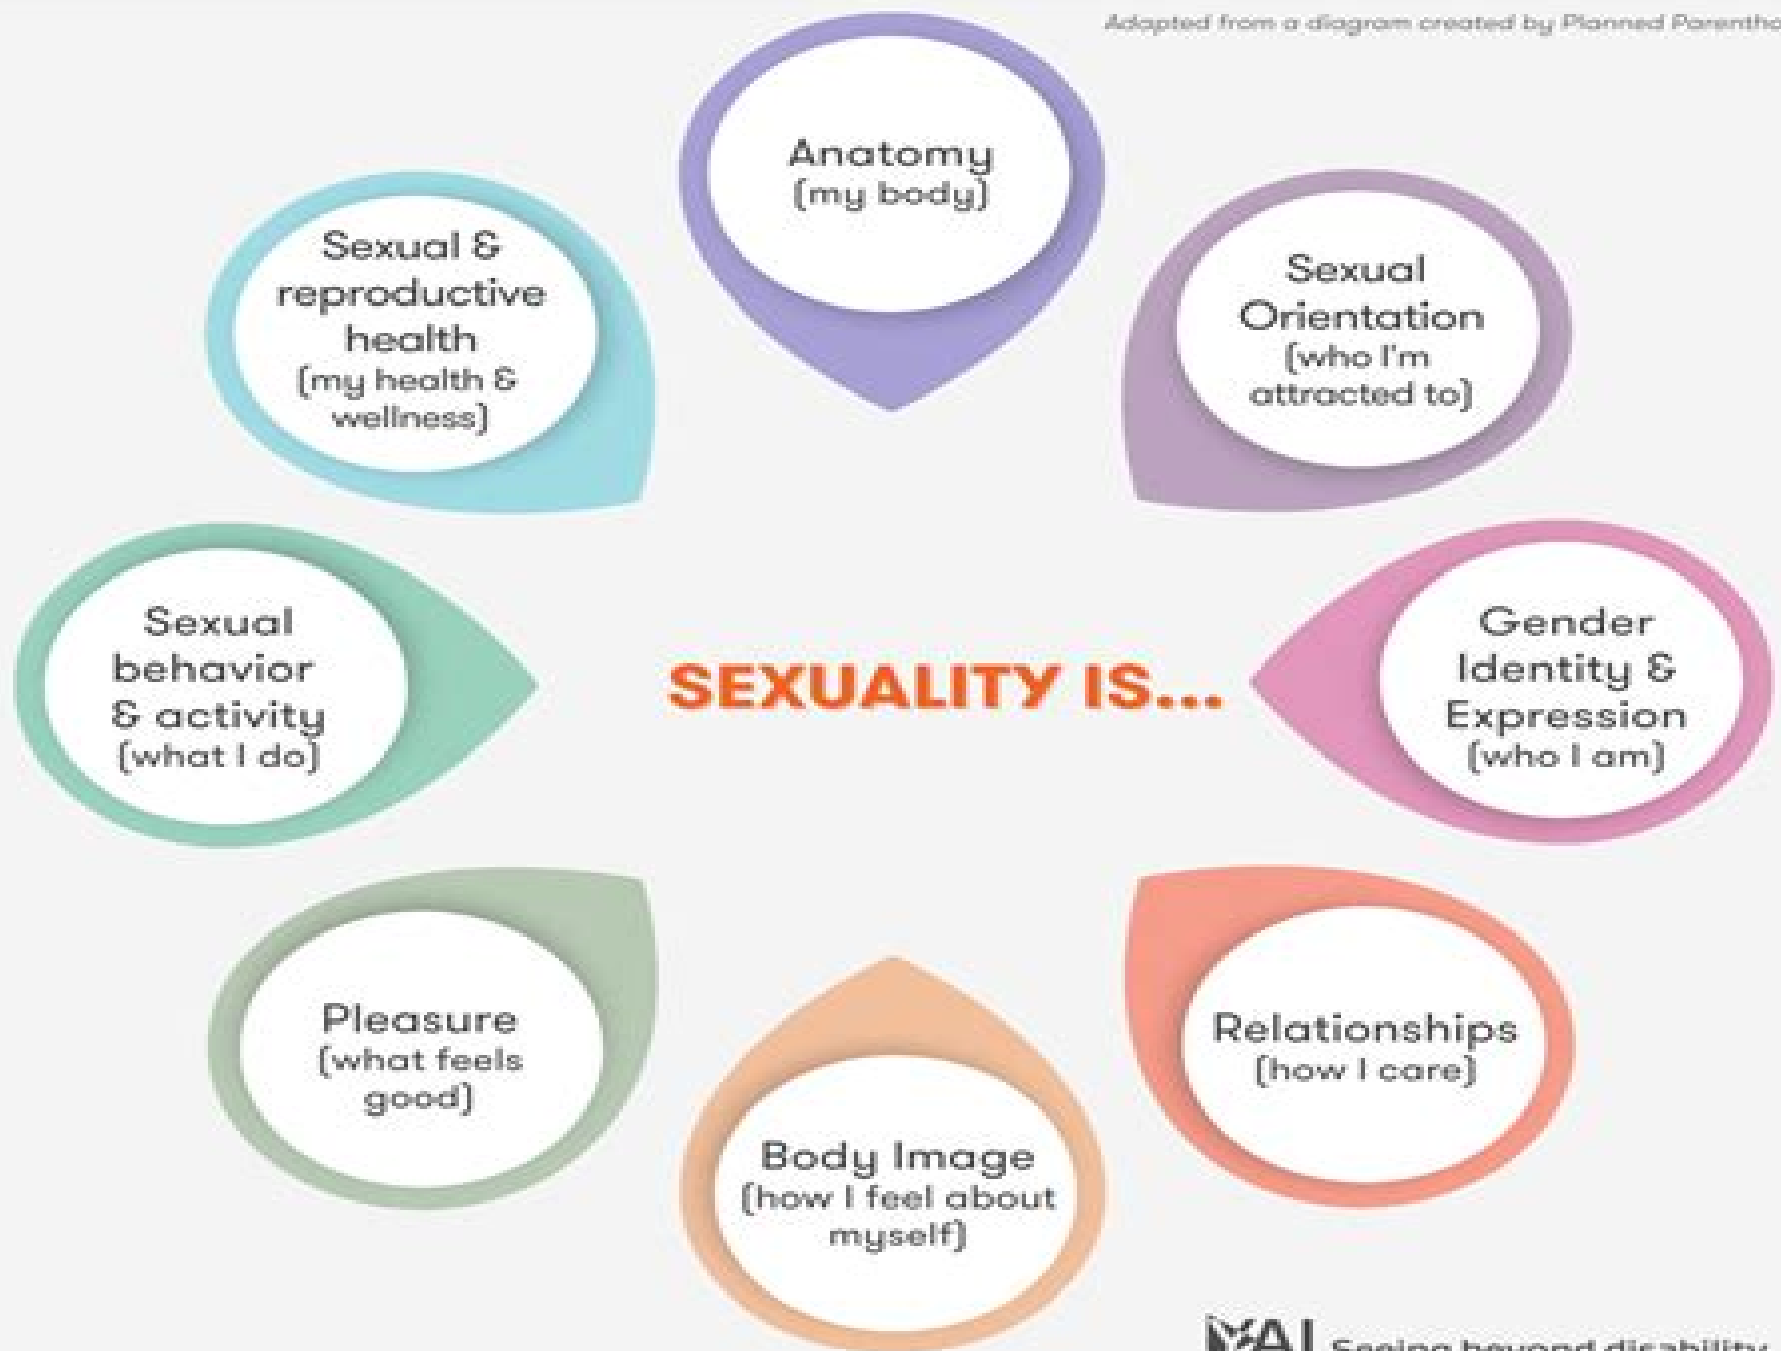 Adapted from a diagram created by Planned Parentho
Anatomy
(my body)
Sexual
Orientation
(who I'm
attracted to)
Gender
Identity &
Expression
(who I am)
Relationships
(how I care)
Body Image
(how I feel about
myself)
Pleasure
(what feels
good)
Sexual
behavior
& activity
(what I do)
Sexual &
reproductive
health
(my health &
wellness)
SEXUALITY IS...
Seeing beyond disability